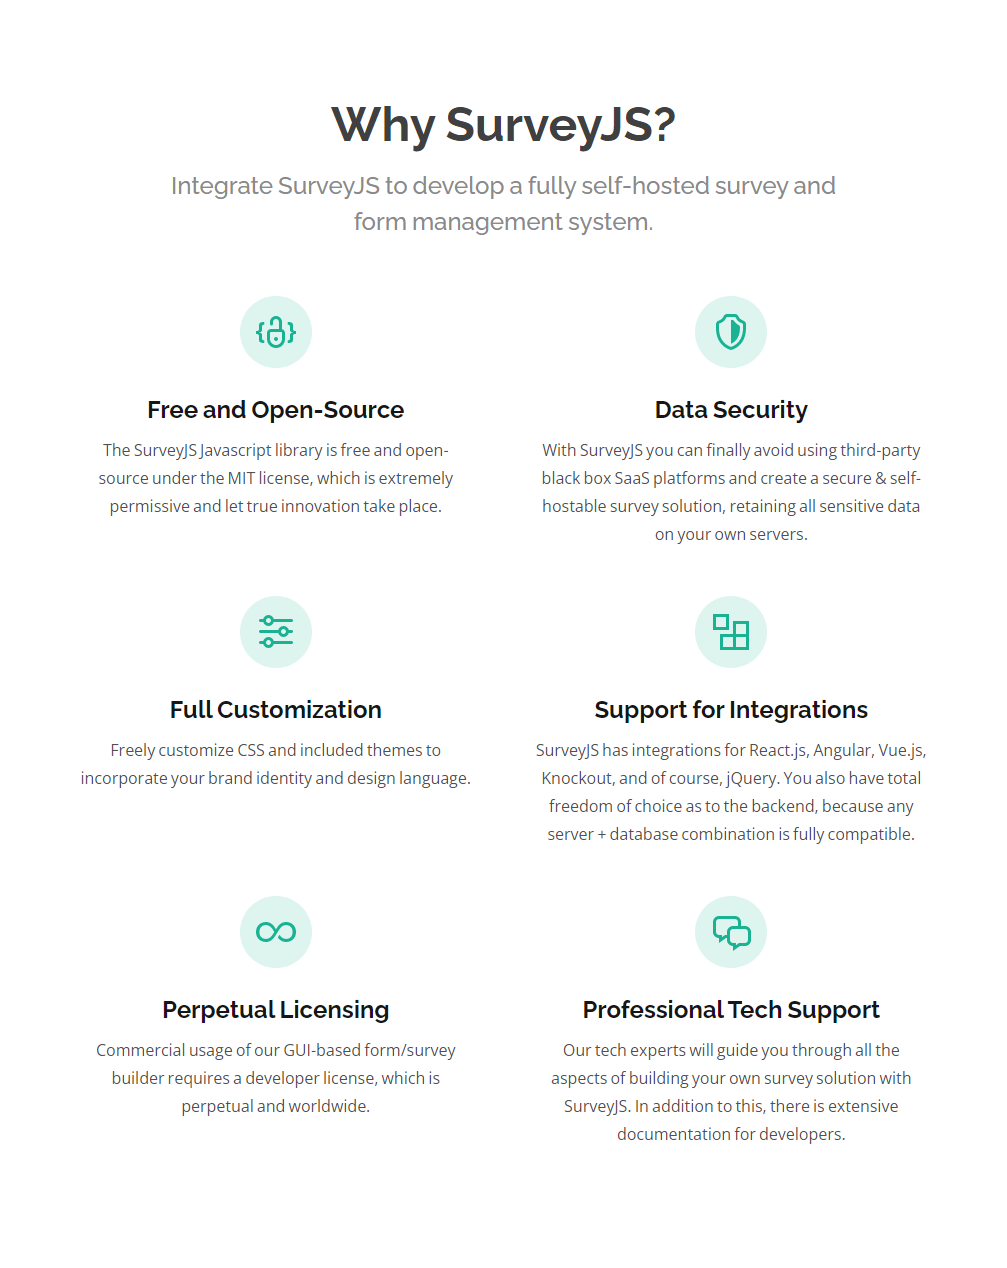 Why SurveyJS?
Integrate SurveyJS to develop a fully self-hosted survey and
form management system.
Free and Open-Source
The SurveyJS Javascript library is free and open-
source under the MIT license, which is extremely
permissive and let true innovation take place.
Data Security
With SurveyJS you can finally avoid using third-party
black box SaaS platforms and create a secure & self-
hostable survey solution, retaining all sensitive data
on your own servers.
Full Customization
Freely customize CSS and included themes to
incorporate your brand identity and design language.
Support for Integrations
SurveyJS has integrations for React.js, Angular, Vue.js,
Knockout, and of course, jQuery. You also have total
freedom of choice as to the backend, because any
server + database combination is fully compatible.
Perpetual Licensing
Commercial usage of our GUI-based form/survey
builder requires a developer license, which is
perpetual and worldwide.
Professional Tech Support
Our tech experts will guide you through all the
aspects of building your own survey solution with
SurveyJS. In addition to this, there is extensive
documentation for developers.